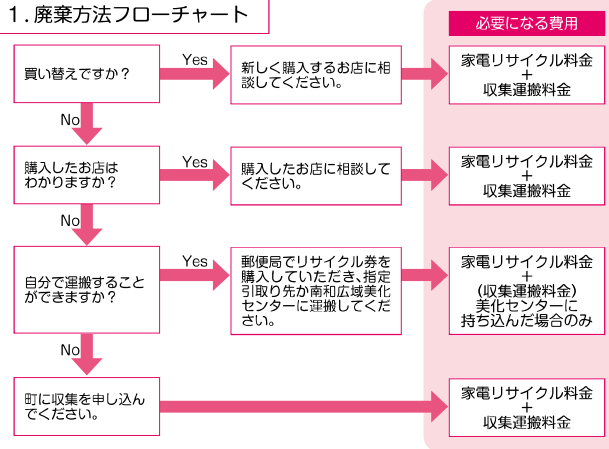 1. 廃棄方法フローチャート
必要になる費用
買い替えですか？
Yes
新しく購入するお店に相
談してください。
家電リサイクル料金
＋
収集運搬料金
No
購入したお店は
わかりますか？
Yes
購入したお店に相談して
ください。
家電リサイクル料金
＋
収集運搬料金
No
自分で運搬すること
ができますか？
Yes
郵便局でリサイクル券を
購入していただき、指定
引取り先か南和広域美化
センターに運搬してくだ
さい。
家電リサイクル料金
＋
(収集運搬料金)
美化センターに
持ち込んだ場合のみ
No
町に収集を申し込ん
でください。
家電リサイクル料金
＋
収集運搬料金